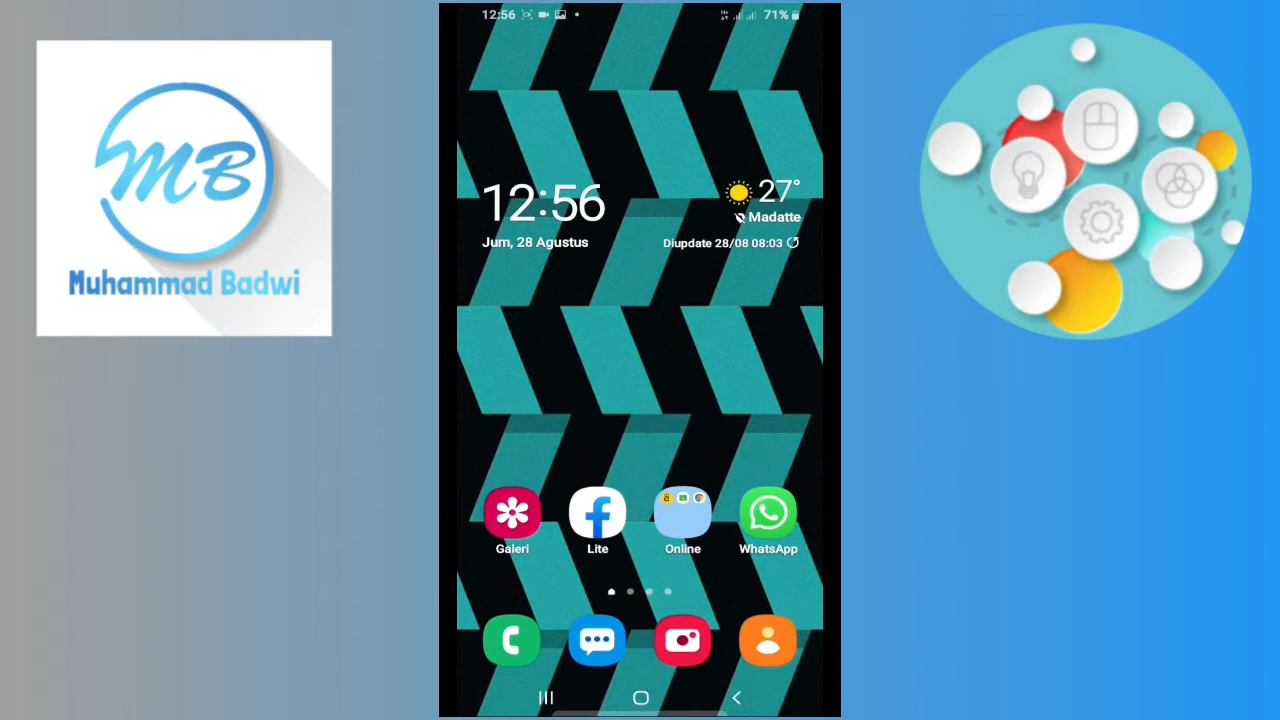 MB
Muhammad Badwi
12:56
71%
12:56
27°
Madatte
Jum, 28 Agustus
Diupdate 28/08 08:03
Galeri
Lite
Online
WhatsApp